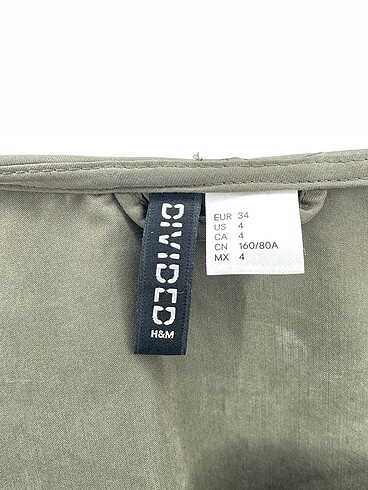 DIVIDED
H&M
EUR 34
US 4
CA 4
CN 160/80A
MX 4